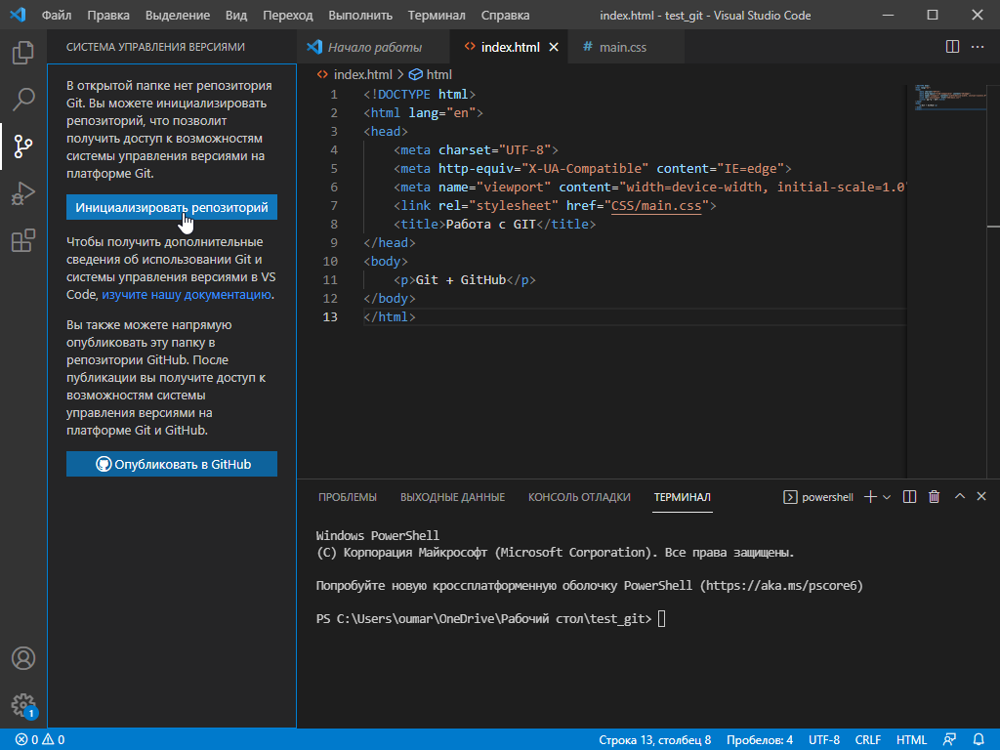 Файл Правка Выделение Вид Переход Выполнить Терминал Справка index.html - test_git - Visual Studio Code
СИСТЕМА УПРАВЛЕНИЯ ВЕРСИЯМИ
В открытой папке нет репозитория
Git. Вы можете инициализировать
репозиторий, что позволит
получить доступ к возможностям
системы управления версиями на
платформе Git.
Инициализировать репозиторий
Чтобы получить дополнительные
сведения об использовании Git и
системы управления версиями в VS
Code, изучите нашу документацию.
Вы также можете напрямую
опубликовать эту папку в
репозитории GitHub. После
публикации вы получите доступ к
возможностям системы
управления версиями на
платформе Git и GitHub.
Опубликовать в GitHub
1
Начало работы index.html main.css
index.html > html
1 <!DOCTYPE html>
2 <html lang="en">
3 <head>
4 <meta charset="UTF-8">
5 <meta http-equiv="X-UA-Compatible" content="IE=edge">
6 <meta name="viewport" content="width=device-width, initial-scale=1.0"
7 <link rel="stylesheet" href="CSS/main.css">
8 <title>Работа с GIT</title>
9 </head>
10 <body>
11 <p>Git + GitHub</p>
12 </body>
13 </html>
ПРОБЛЕМЫ ВЫХОДНЫЕ ДАННЫЕ КОНСОЛЬ ОТЛАДКИ ТЕРМИНАЛ powershell
Windows PowerShell
(C) Корпорация Майкрософт (Microsoft Corporation). Все права защищены.
Попробуйте новую кроссплатформенную оболочку PowerShell (https://aka.ms/pscore6)
PS C:\Users\oumar\OneDrive\Рабочий стол\test_git>
0 0 Строка 13, столбец 8 Пробелов: 4 UTF-8 CRLF HTML